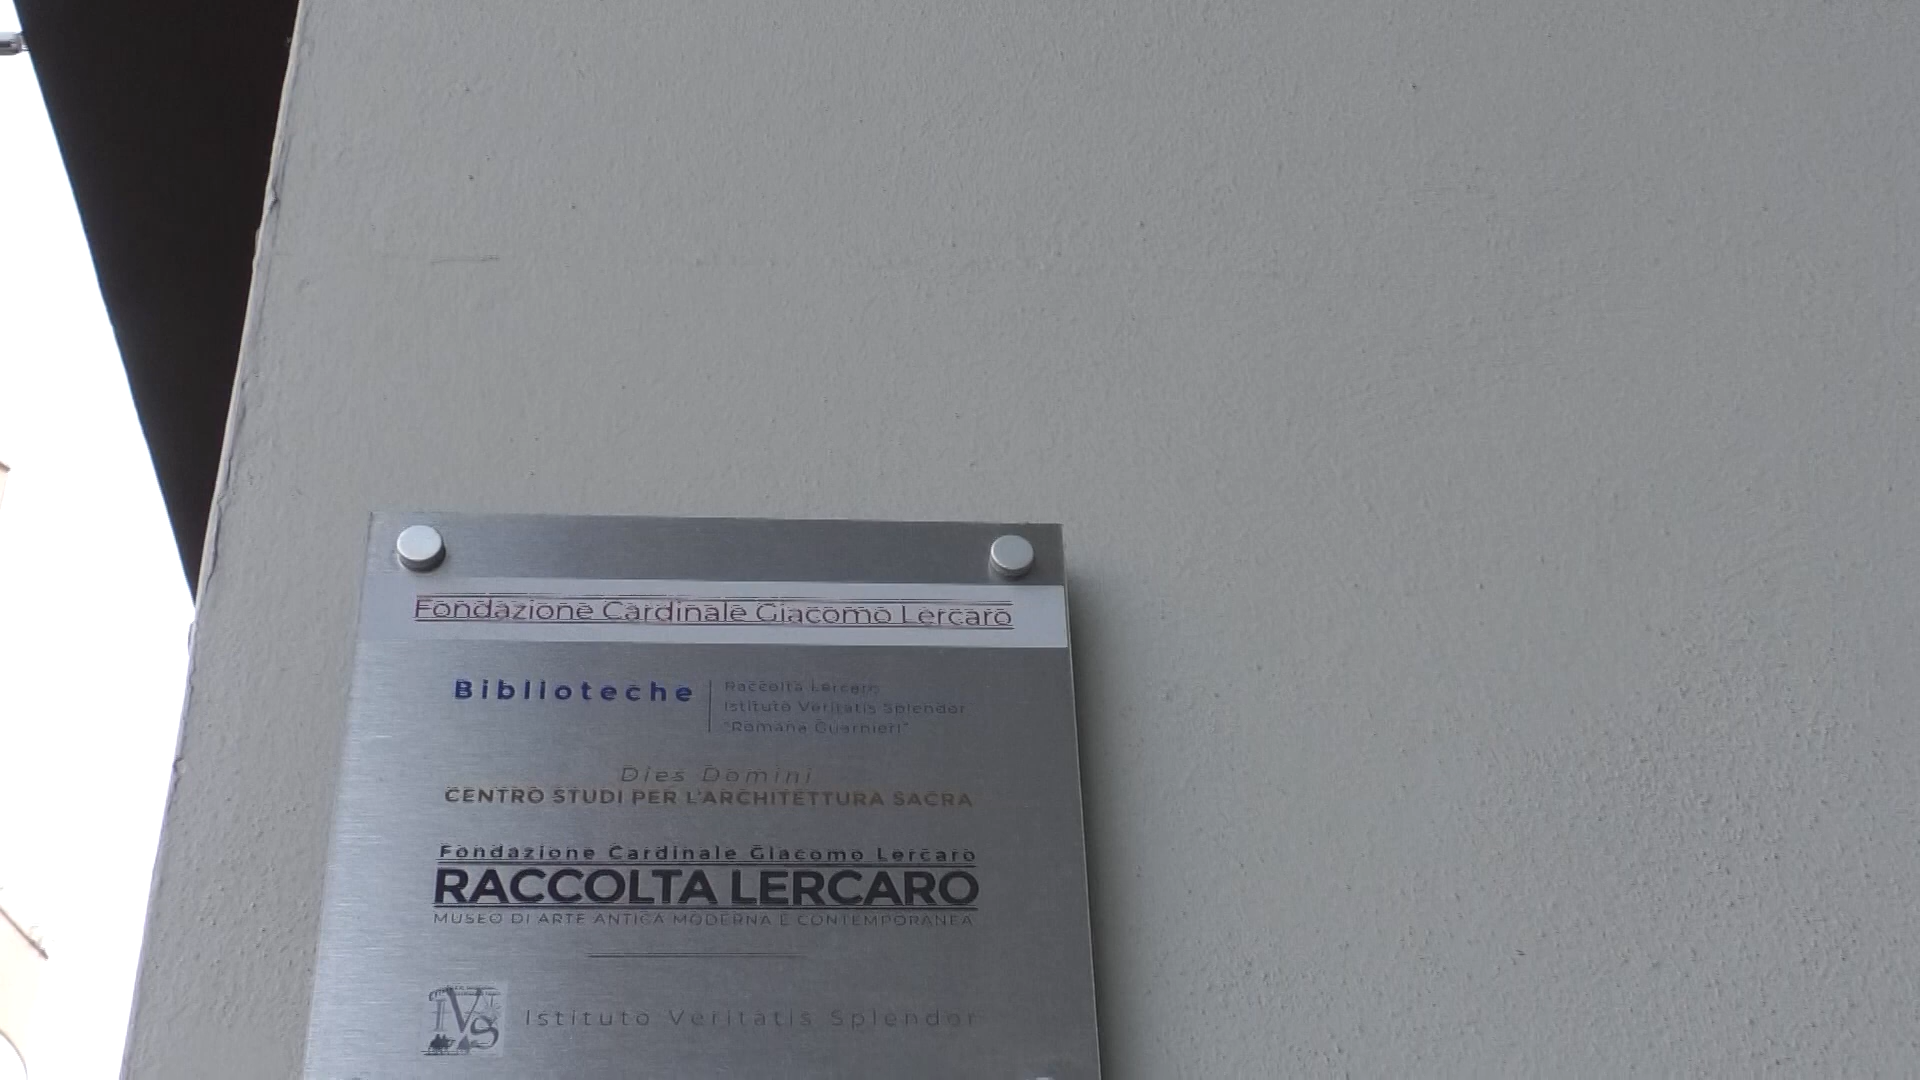 Fondazione Cardinale Giacomo Lercaro
Biblioteche
Raccolta Lercaro
Istituto Veritatis Splendor
"Romana Guarnieri"
Dies Domini
CENTRO STUDI PER L'ARCHITETTURA SACRA
Fondazione Cardinale Giacomo Lercaro
RACCOLTA LERCARO
MUSEO DI ARTE ANTICA MODERNA E CONTEMPORANEA
IVS
Istituto Veritatis Splendor